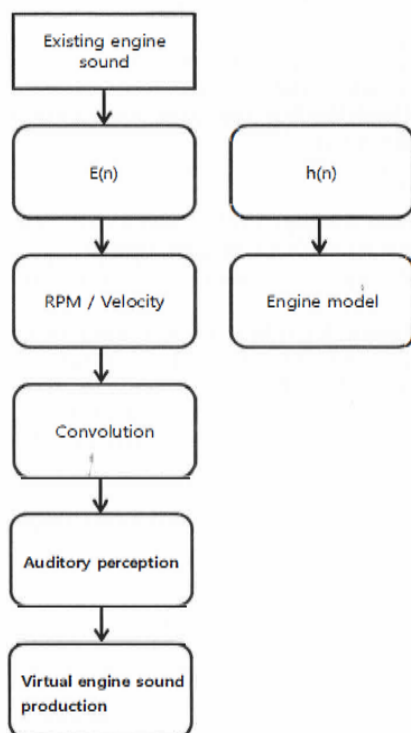 Existing engine
sound
E(n)
h(n)
RPM / Velocity
Engine model
Convolution
Auditory perception
Virtual engine sound
production